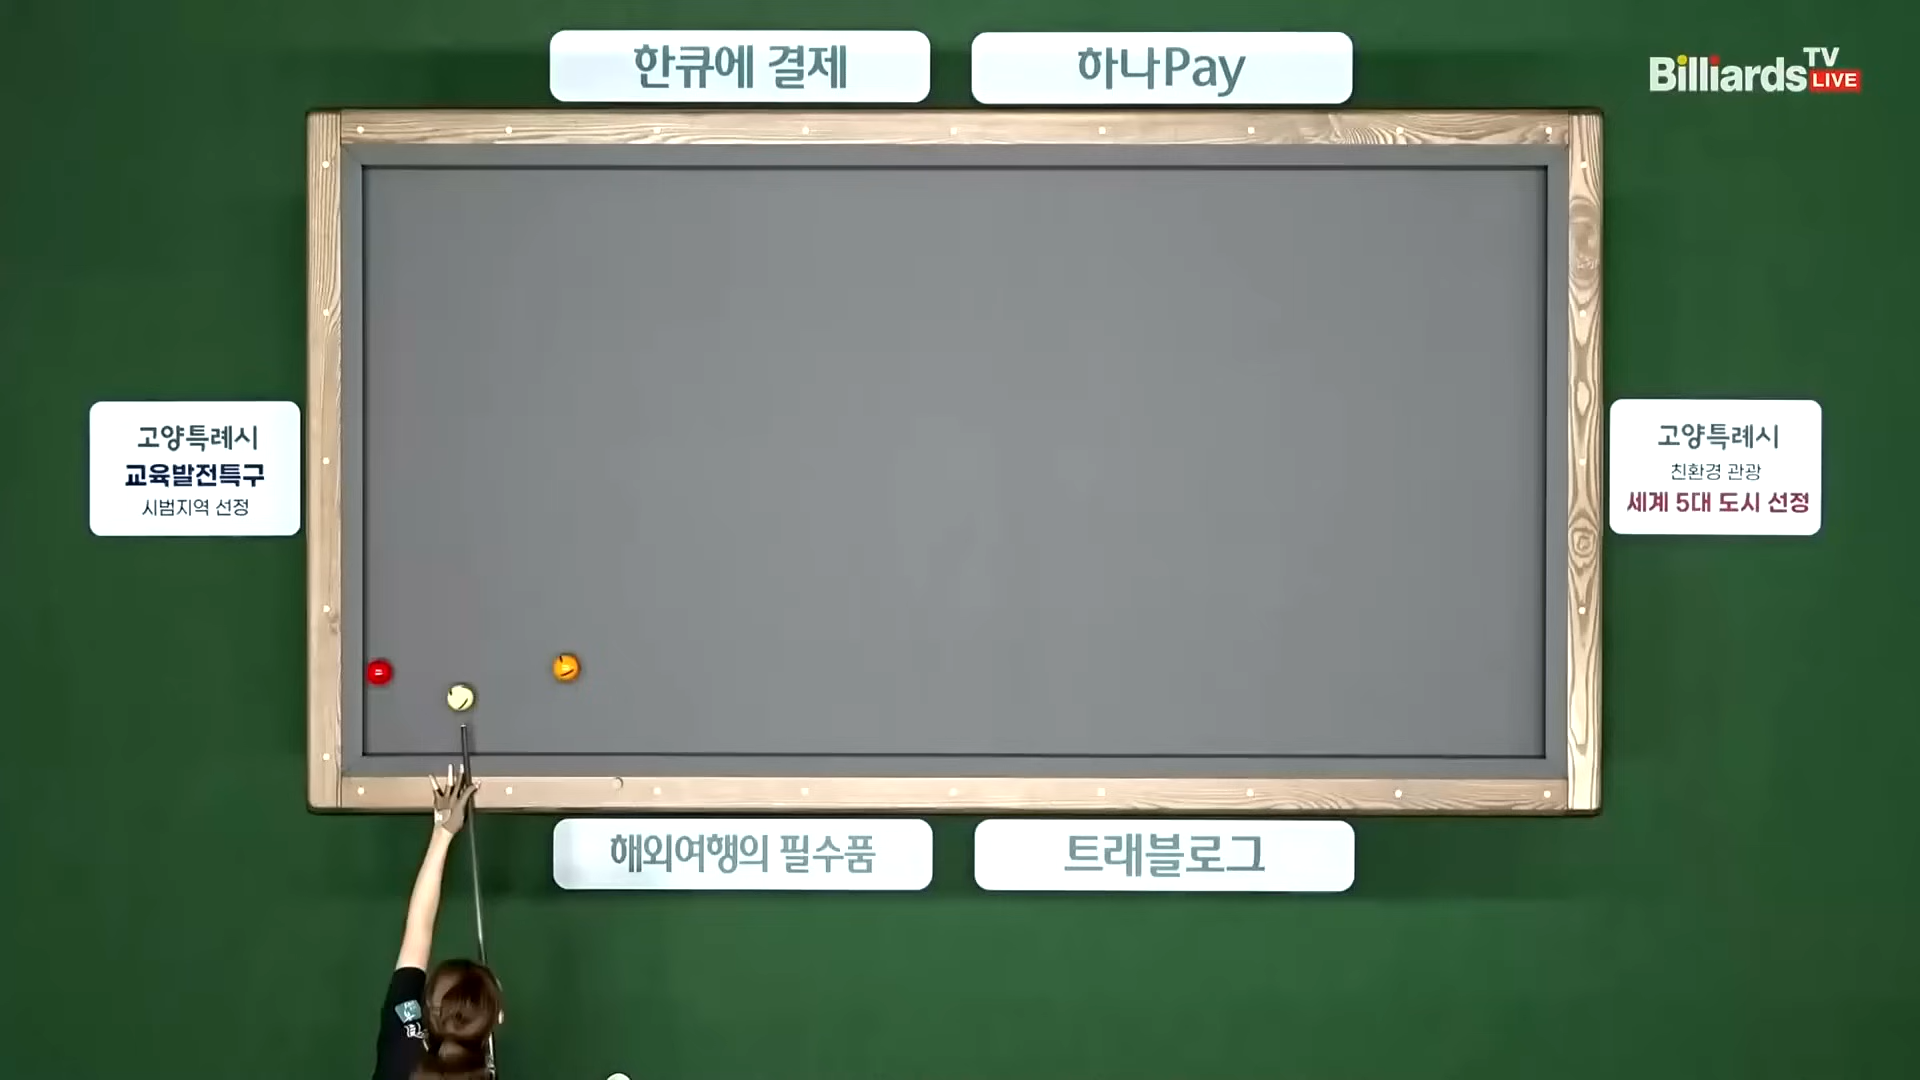 한큐에 결제
하나Pay
Billiards TV LIVE
고양특례시
교육발전특구
시범지역 선정
고양특례시
친환경 관광
세계 5대 도시 선정
해외여행의 필수품
트래블로그